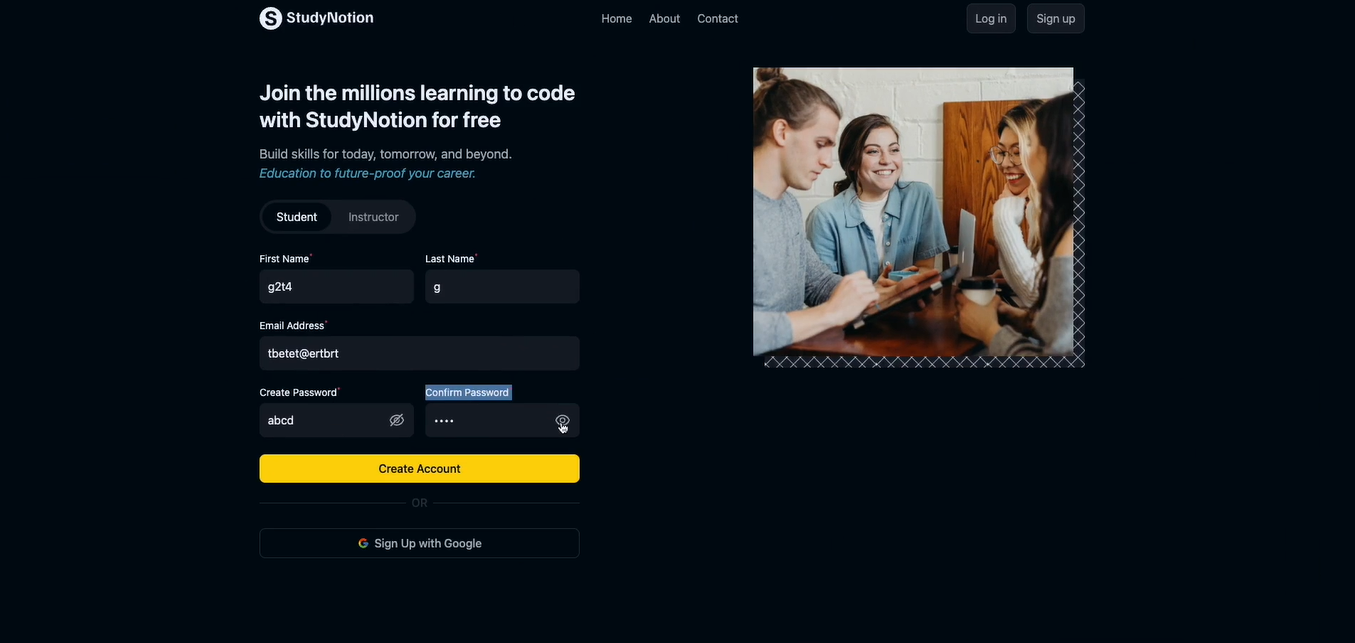 StudyNotion
Home About Contact
Log in Sign up
Join the millions learning to code
with StudyNotion for free
Build skills for today, tomorrow, and beyond.
Education to future-proof your career.
Student Instructor
First Name* Last Name*
g2t4 g
Email Address*
tbetet@ertbrt
Create Password* Confirm Password
abcd ••••
Create Account
OR
Sign Up with Google